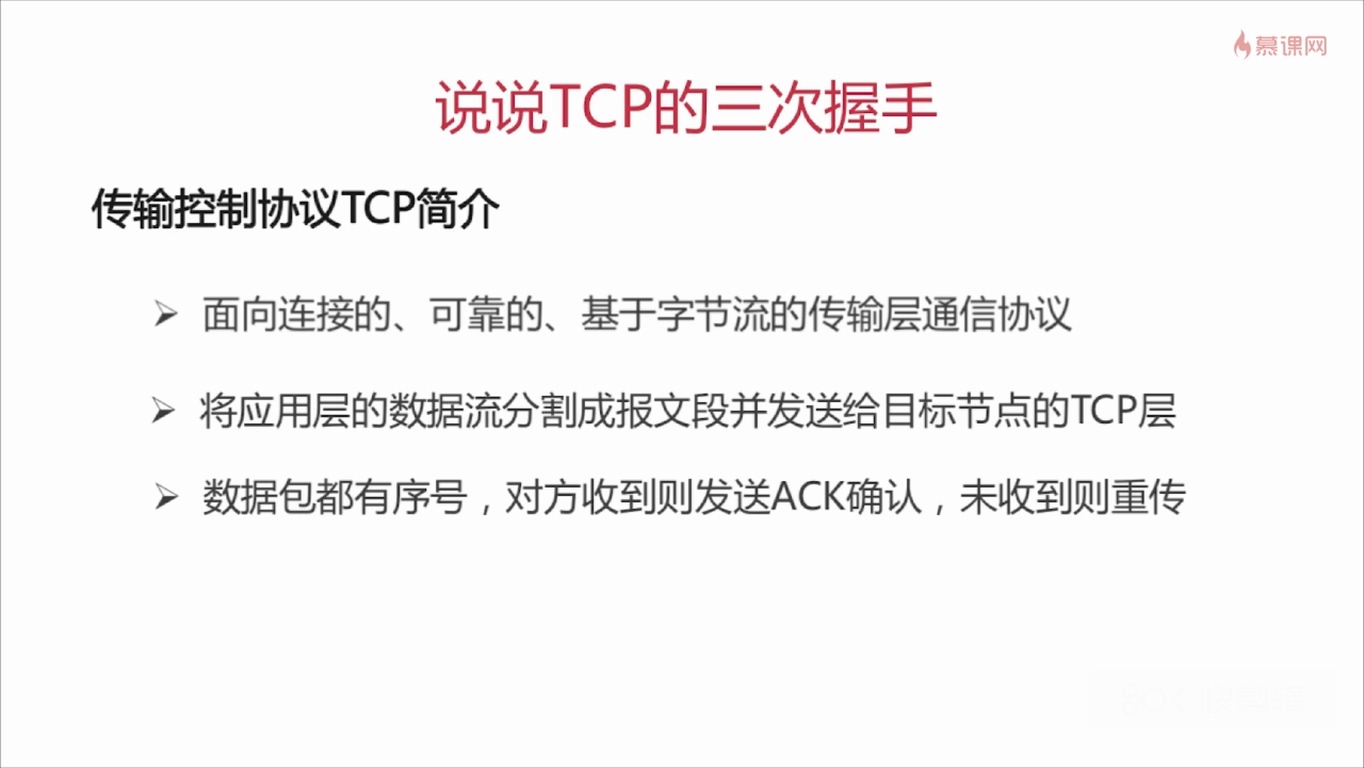 慕课网
说说TCP的三次握手
传输控制协议TCP简介
面向连接的、可靠的、基于字节流的传输层通信协议
将应用层的数据流分割成报文段并发送给目标节点的TCP层
数据包都有序号，对方收到则发送ACK确认，未收到则重传